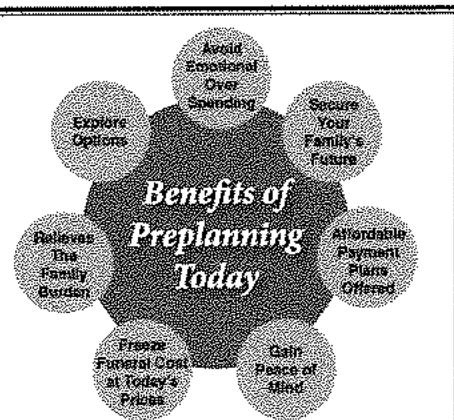 Benefits of
Preplanning
Today
Avoid
Emotional
Over
Spending
Secure
Your
Family's
Future
Affordable
Payment
Plans
Offered
Gain
Peace of
Mind
Freeze
Funeral Cost
at Today's
Prices
Relieves
The
Family
Burden
Explore
Options